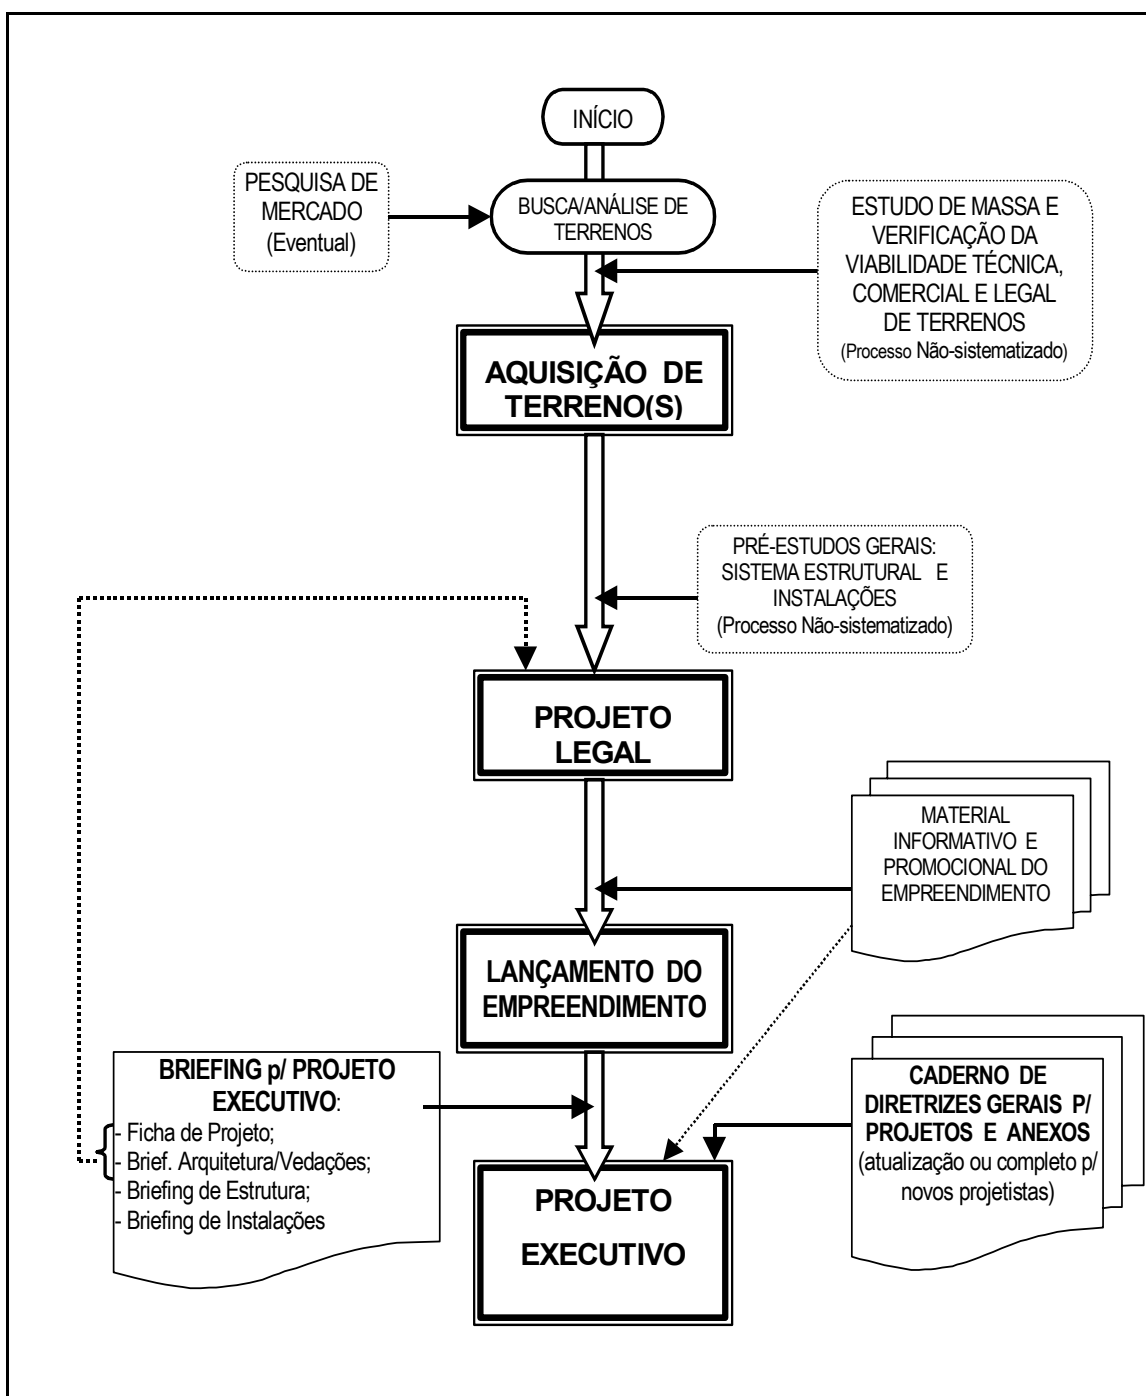 INÍCIO
PESQUISA DE
MERCADO
(Eventual)
BUSCA/ANÁLISE DE
TERRENOS
ESTUDO DE MASSA E
VERIFICAÇÃO DA
VIABILIDADE TÉCNICA,
COMERCIAL E LEGAL
DE TERRENOS
(Processo Não-sistematizado)
AQUISIÇÃO DE
TERRENO(S)
PRÉ-ESTUDOS GERAIS:
SISTEMA ESTRUTURAL E
INSTALAÇÕES
(Processo Não-sistematizado)
PROJETO
LEGAL
MATERIAL
INFORMATIVO E
PROMOCIONAL DO
EMPREENDIMENTO
LANÇAMENTO DO
EMPREENDIMENTO
BRIEFING p/ PROJETO
EXECUTIVO:
- Ficha de Projeto;
- Brief. Arquitetura/Vedações;
- Briefing de Estrutura;
- Briefing de Instalações
CADERNO DE
DIRETRIZES GERAIS P/
PROJETOS E ANEXOS
(atualização ou completo p/
novos projetistas)
PROJETO
EXECUTIVO